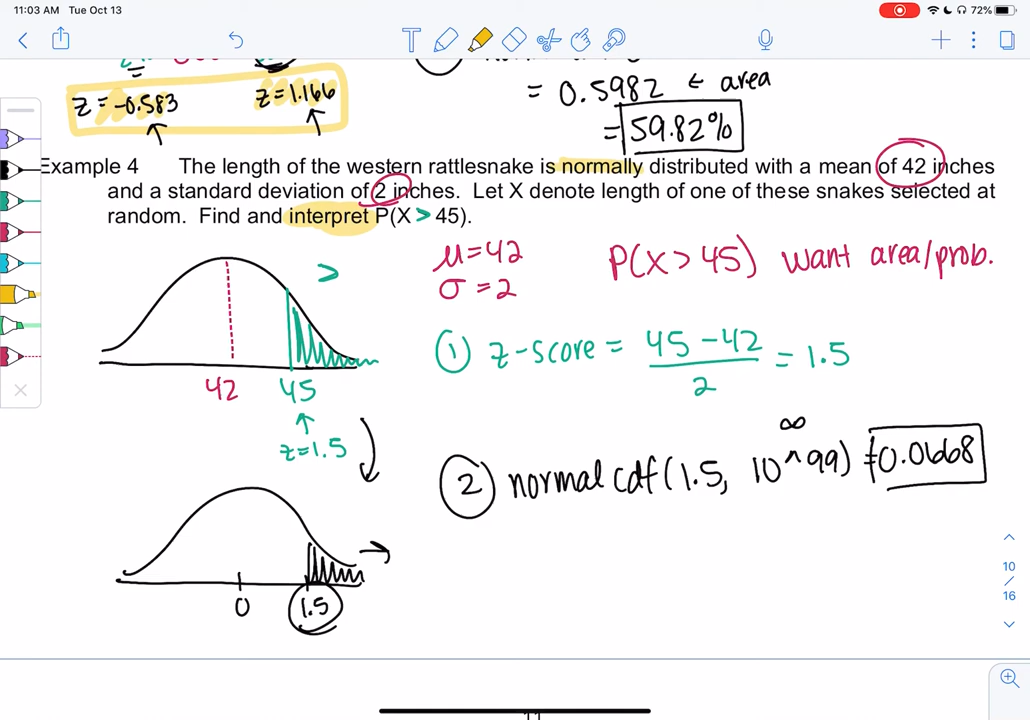 11:03 AM Tue Oct 13
72%
= 0.5982 ← area
z = -0.583
z = 1.166
= 59.82%
Example 4 The length of the western rattlesnake is normally distributed with a mean of 42 inches
and a standard deviation of 2 inches. Let X denote length of one of these snakes selected at
random. Find and interpret P(X > 45).
>
μ = 42
σ = 2
P(X > 45) want area/prob.
① z-score = 45 - 42 / 2 = 1.5
42 45
↑
z = 1.5
∞
② normalcdf(1.5, 10^99) = 0.0668
10
/
16
0 1.5